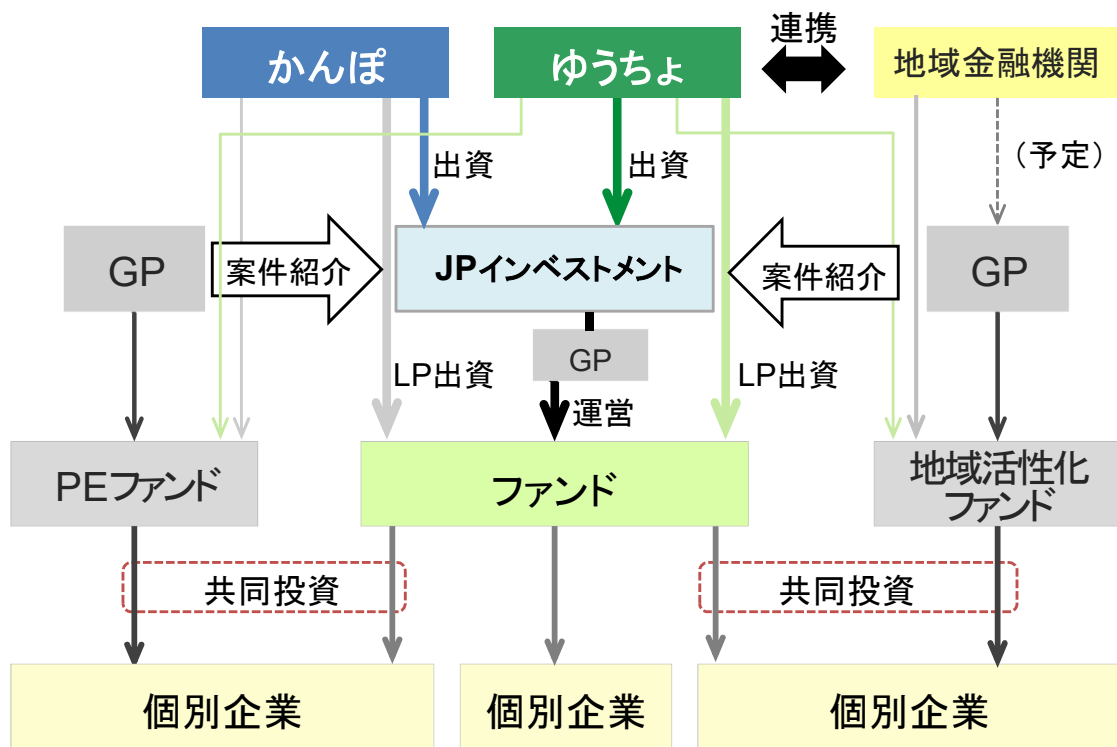 連携
かんぽ
ゆうちょ
地域金融機関
出資
出資
（予定）
GP
案件紹介
JPインベストメント
案件紹介
GP
GP
LP出資
LP出資
運営
PEファンド
ファンド
地域活性化
ファンド
共同投資
共同投資
個別企業
個別企業
個別企業